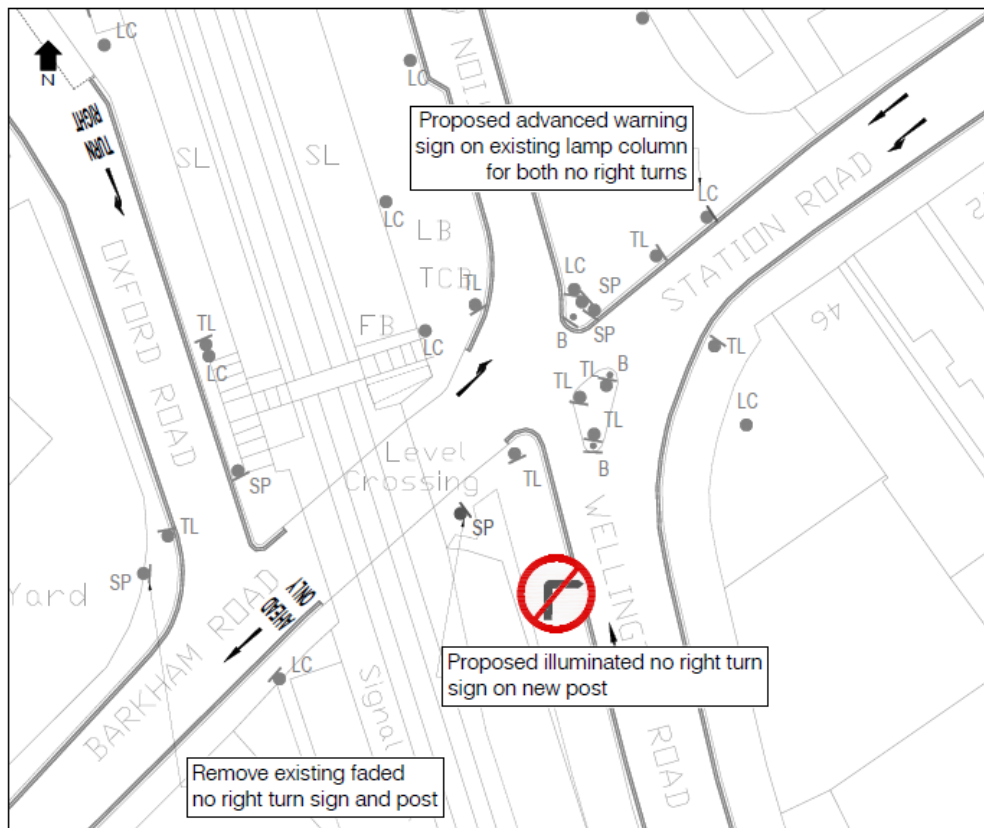 LC
N
LC
TURN
RIGHT
SL
SL
Proposed advanced warning
sign on existing lamp column
for both no right turns
LC
LB
TCB
TL
LC
TL
STATION ROAD
LC
SP
SP
B
OXFORD ROAD
TL
LC
FB
LC
TL
TL
B
TL
B
TL
LC
46
Level
Crossing
TL
SP
SP
TL
SP
Yard
BARKHAM ROAD
AHEAD
ONLY
LC
Signal
WELLINGT
ROAD
Proposed illuminated no right turn
sign on new post
Remove existing faded
no right turn sign and post